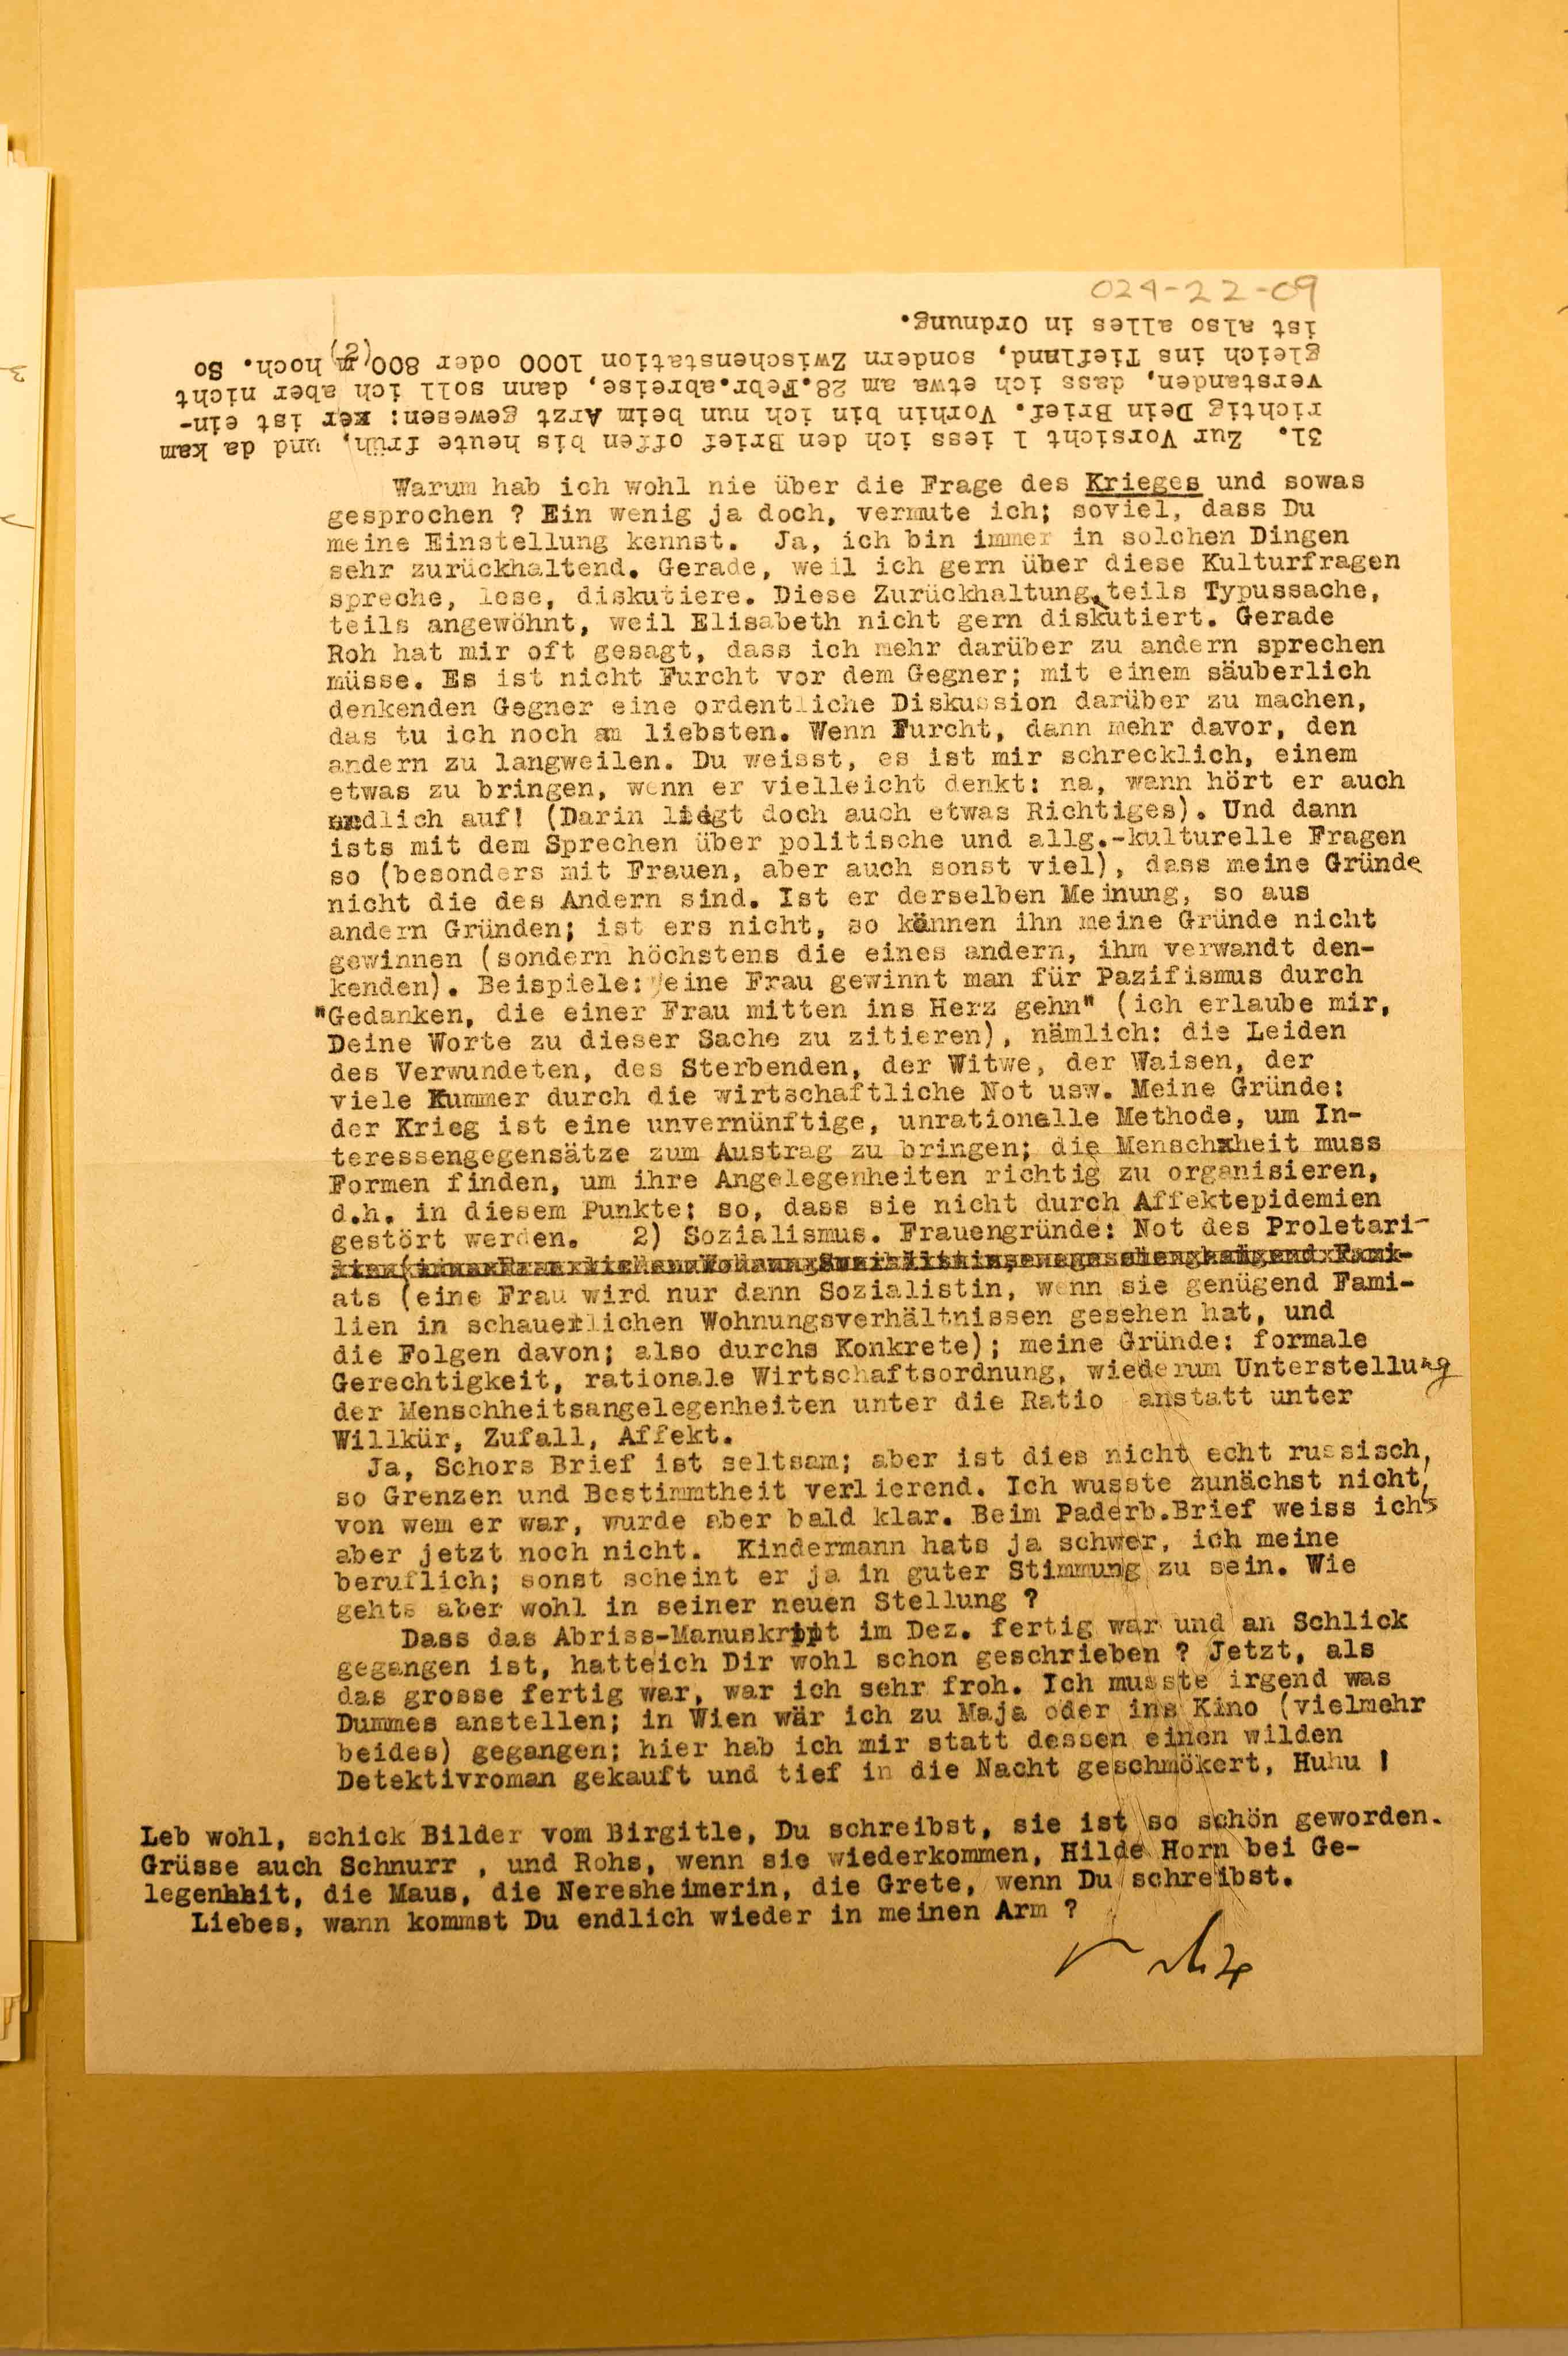 024-22-09
31. Zur Vorsicht l iess ich den Brief offen bis heute früh, und da kam
richtig Dein Brief. Vorhin bin ich nun beim Arzt gewesen: er ist ein-
verstanden, dass ich etwa am 28.Febr.abreise, dann soll ich aber nicht
gleich ins Tiefland, sondern Zwischenstation 1000 oder 800 m hoch. So
ist also alles in Ordnung.
Warum hab ich wohl nie über die Frage des Krieges und sowas
gesprochen ? Ein wenig ja doch, vermute ich; soviel, dass Du
meine Einstellung kennst. Ja, ich bin immer in solchen Dingen
sehr zurückhaltend. Gerade, weil ich gern über diese Kulturfragen
spreche, lese, diskutiere. Diese Zurückhaltung, teils Typussache,
teils angewöhnt, weil Elisabeth nicht gern diskutiert. Gerade
Roh hat mir oft gesagt, dass ich mehr darüber zu andern sprechen
müsse. Es ist nicht Furcht vor dem Gegner; mit einem säuberlich
denkenden Gegner eine ordentliche Diskussion darüber zu machen,
das tu ich noch am liebsten. Wenn Furcht, dann mehr davor, den
andern zu langweilen. Du weisst, es ist mir schrecklich, einem
etwas zu bringen, wenn er vielleicht denkt: na, wann hört er auch
endlich auf! (Darin liegt doch auch etwas Richtiges). Und dann
ists mit dem Sprechen über politische und allg.-kulturelle Fragen
so (besonders mit Frauen, aber auch sonst viel), dass meine Gründe
nicht die des Andern sind. Ist er derselben Meinung, so aus
andern Gründen; ist ers nicht, so können ihn meine Gründe nicht
gewinnen (sondern höchstens die eines andern, ihm verwandt den-
kenden). Beispiele: eine Frau gewinnt man für Pazifismus durch
"Gedanken, die einer Frau mitten ins Herz gehn" (ich erlaube mir,
Deine Worte zu dieser Sache zu zitieren), nämlich: die Leiden
des Verwundeten, des Sterbenden, der Witwe, der Waisen, der
viele Kummer durch die wirtschaftliche Not usw. Meine Gründe:
der Krieg ist eine unvernünftige, unrationelle Methode, um In-
teressengegensätze zum Austrag zu bringen; die Menschxheit muss
Formen finden, um ihre Angelegenheiten richtig zu organisieren,
d.h. in diesem Punkte: so, dass sie nicht durch Affektepidemien
gestört werden. 2) Sozialismus. Frauengründe: Not des Proletari-
ats (eine Frau wird nur dann Sozialistin, wenn sie genügend Fami-
lien in schauerlichen Wohnungsverhältnissen gesehen hat, und
die Folgen davon; also durchs Konkrete); meine Gründe: formale
Gerechtigkeit, rationale Wirtschaftsordnung, wiederum Unterstellung
der Menschheitsangelegenheiten unter die Ratio anstatt unter
Willkür, Zufall, Affekt.
Ja, Schors Brief ist seltsam; aber ist dies nicht echt russisch,
so Grenzen und Bestimmtheit verlierend. Ich wusste zunächst nicht,
von wem er war, wurde aber bald klar. Beim Paderb.Brief weiss ichs
aber jetzt noch nicht. Kindermann hats ja schwer, ich meine
beruflich; sonst scheint er ja in guter Stimmung zu sein. Wie
gehts aber wohl in seiner neuen Stellung ?
Dass das Abriss-Manuskript im Dez. fertig war und an Schlick
gegangen ist, hatteich Dir wohl schon geschrieben ? Jetzt, als
das grosse fertig war, war ich sehr froh. Ich musste irgend was
Dummes anstellen; in Wien wär ich zu Maja oder ins Kino (vielmehr
beides) gegangen; hier hab ich mir statt dessen einen wilden
Detektivroman gekauft und tief in die Nacht geschmökert, Huhu !
Leb wohl, schick Bilder vom Birgitle, Du schreibst, sie ist so schön geworden.
Grüsse auch Schnurr , und Rohs, wenn sie wiederkommen, Hilde Horn bei Ge-
legenhhit, die Maus, die Neresheimerin, die Grete, wenn Du schreibst.
Liebes, wann kommst Du endlich wieder in meinen Arm ?